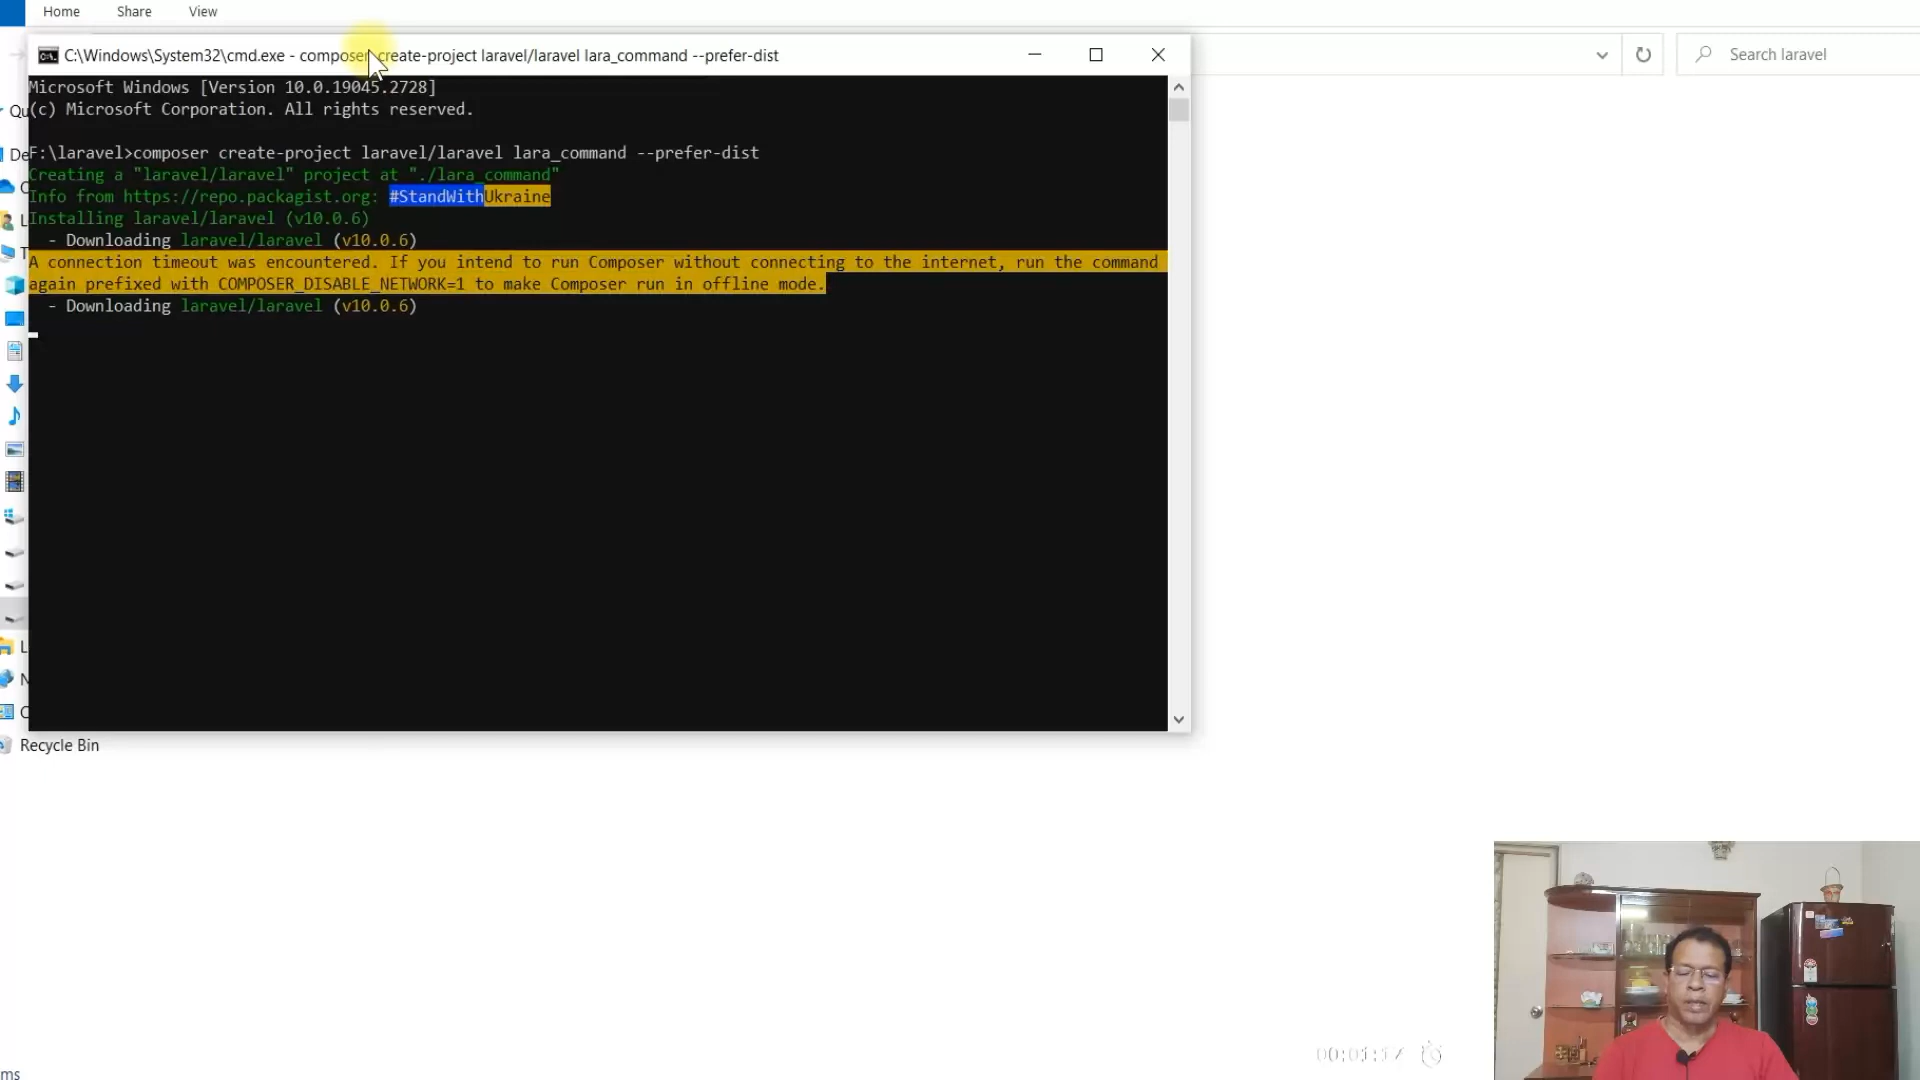 Home Share View
C:\Windows\System32\cmd.exe - composer create-project laravel/laravel lara_command --prefer-dist
Search laravel
Microsoft Windows [Version 10.0.19045.2728]
Qu(c) Microsoft Corporation. All rights reserved.
DeF:\laravel>composer create-project laravel/laravel lara_command --prefer-dist
Creating a "laravel/laravel" project at "./lara_command"
Info from https://repo.packagist.org: #StandWithUkraine
Installing laravel/laravel (v10.0.6)
- Downloading laravel/laravel (v10.0.6)
A connection timeout was encountered. If you intend to run Composer without connecting to the internet, run the command
again prefixed with COMPOSER_DISABLE_NETWORK=1 to make Composer run in offline mode.
- Downloading laravel/laravel (v10.0.6)
Recycle Bin
ms